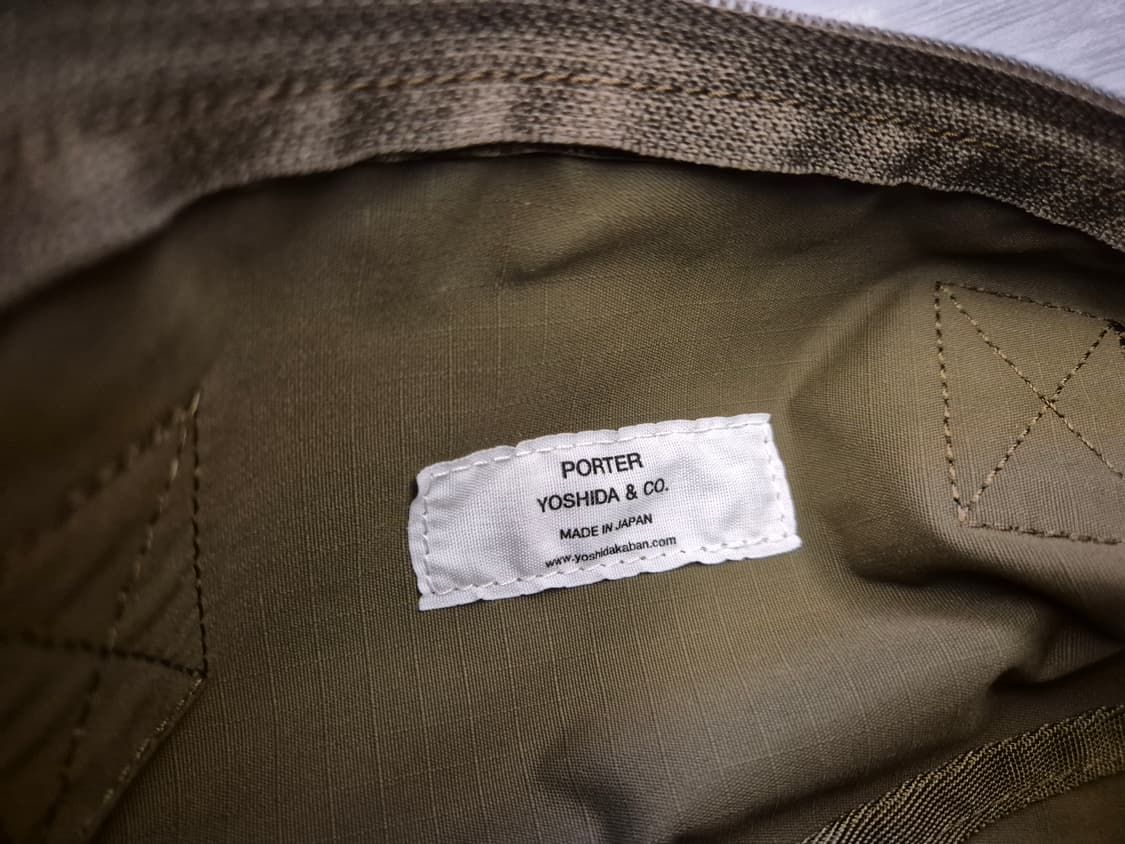 PORTER
YOSHIDA & CO.
MADE IN JAPAN
www.yoshidakaban.com